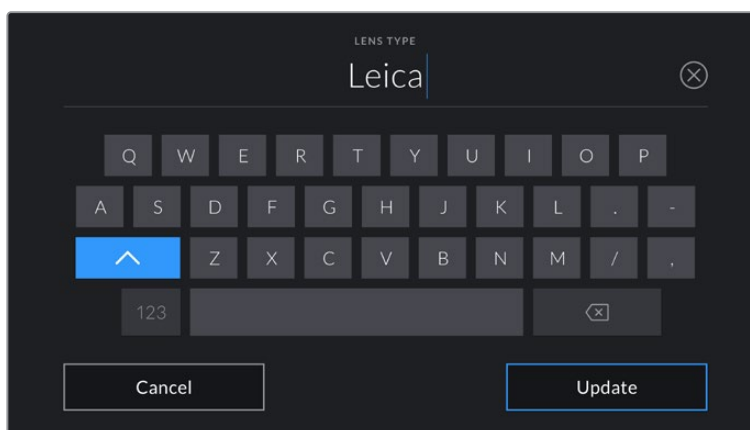 LENS TYPE
Leica
Q W E R T Y U I O P
A S D F G H J K L . -
Z X C V B N M / ,
123
Cancel Update